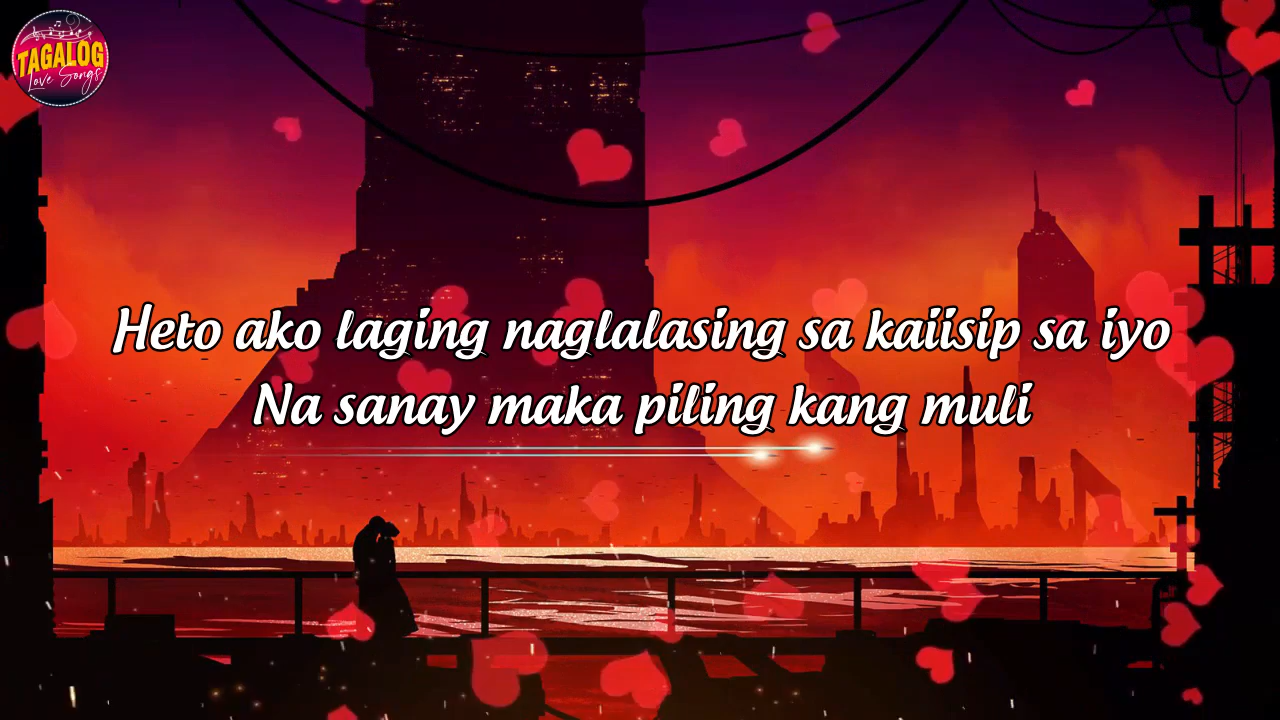 TAGALOG
Love Songs
Heto ako laging naglalasing sa kaiisip sa iyo
Na sanay maka piling kang muli